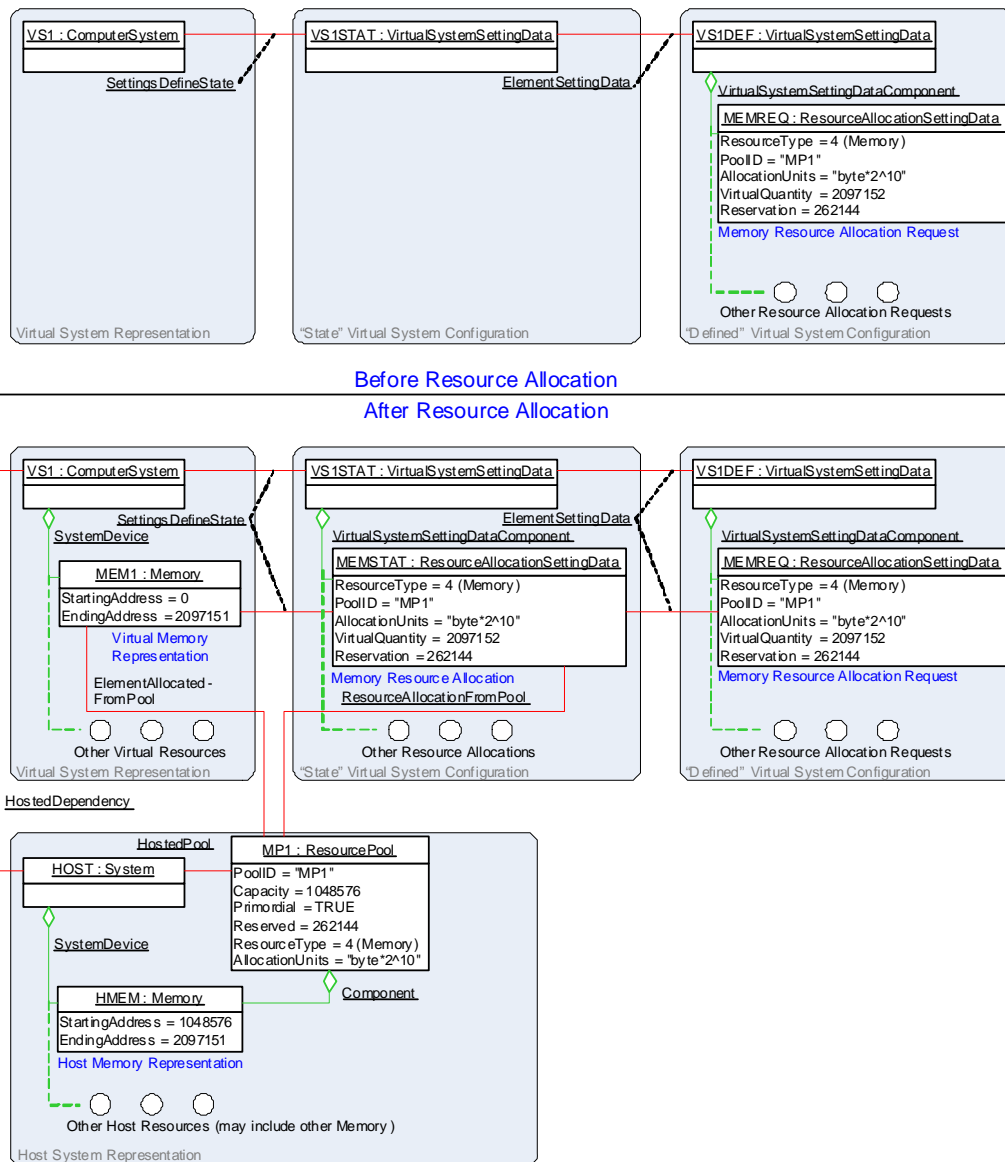 VS1 : ComputerSystem
SettingsDefineState
Virtual System Representation
VS1STAT : VirtualSystemSettingData
ElementSettingData
"State" Virtual System Configuration
VS1DEF : VirtualSystemSettingData
VirtualSystemSettingDataComponent
MEMREQ : ResourceAllocationSettingData
ResourceType = 4 (Memory)
PoolID = "MP1"
AllocationUnits = "byte*2^10"
VirtualQuantity = 2097152
Reservation = 262144
Memory Resource Allocation Request
Other Resource Allocation Requests
"Defined" Virtual System Configuration
Before Resource Allocation
After Resource Allocation
VS1 : ComputerSystem
SettingsDefineState
SystemDevice
MEM1 : Memory
StartingAddress = 0
EndingAddress = 2097151
Virtual Memory
Representation
ElementAllocated-
FromPool
Other Virtual Resources
Virtual System Representation
VS1STAT : VirtualSystemSettingData
ElementSettingData
VirtualSystemSettingDataComponent
MEMSTAT : ResourceAllocationSettingData
ResourceType = 4 (Memory)
PoolID = "MP1"
AllocationUnits = "byte*2^10"
VirtualQuantity = 2097152
Reservation = 262144
Memory Resource Allocation
ResourceAllocationFromPool
Other Resource Allocations
"State" Virtual System Configuration
VS1DEF : VirtualSystemSettingData
VirtualSystemSettingDataComponent
MEMREQ : ResourceAllocationSettingData
ResourceType = 4 (Memory)
PoolID = "MP1"
AllocationUnits = "byte*2^10"
VirtualQuantity = 2097152
Reservation = 262144
Memory Resource Allocation Request
Other Resource Allocation Requests
"Defined" Virtual System Configuration
HostedDependency
HostedPool
HOST : System
SystemDevice
MP1 : ResourcePool
PoolID = "MP1"
Capacity = 1048576
Primordial = TRUE
Reserved = 262144
ResourceType = 4 (Memory)
AllocationUnits = "byte*2^10"
Component
HMEM : Memory
StartingAddress = 1048576
EndingAddress = 2097151
Host Memory Representation
Other Host Resources (may include other Memory)
Host System Representation